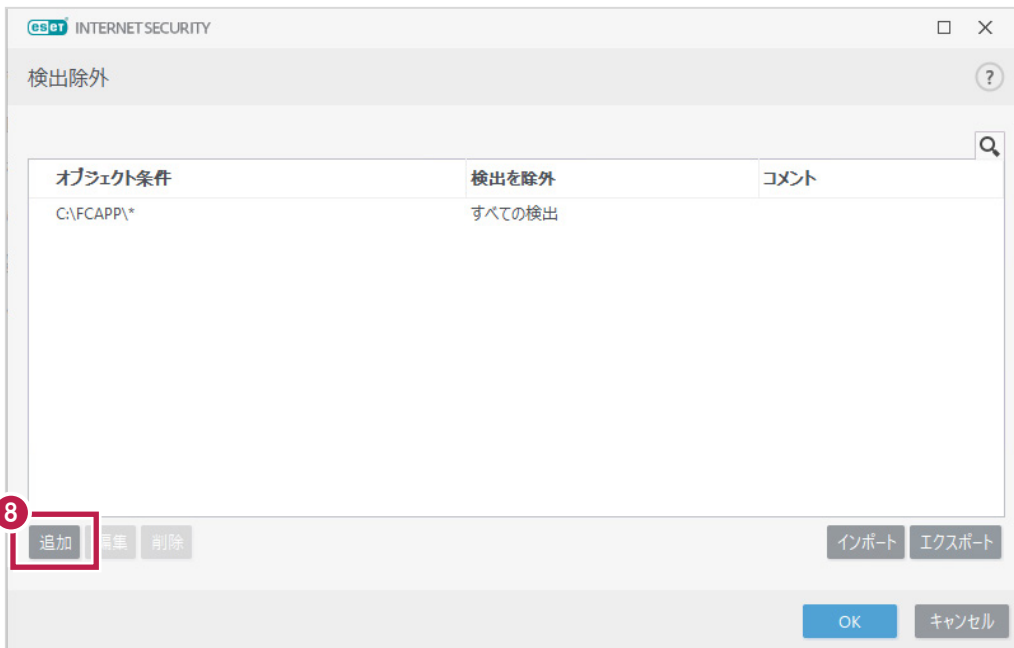 eseT INTERNET SECURITY
検出除外
?
オブジェクト条件 検出を除外 コメント
C:\FCAPP\* すべての検出
8
追加 編集 削除 インポート エクスポート
OK キャンセル